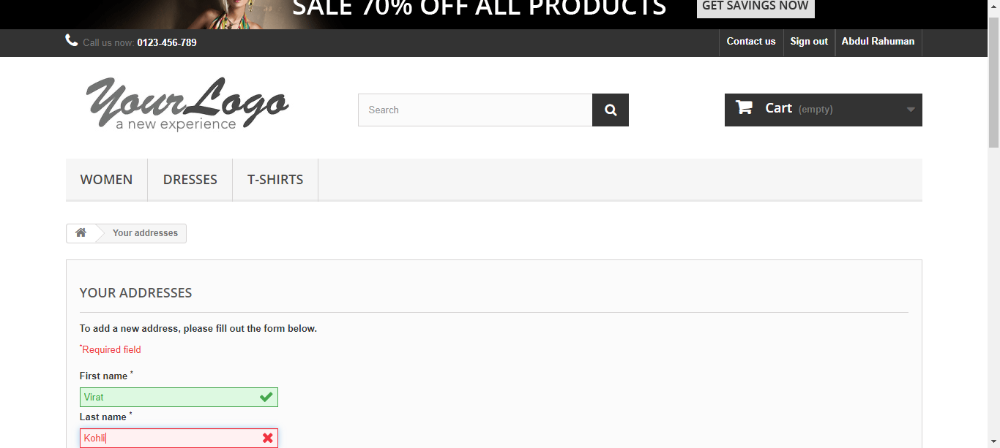 SALE 70% OFF ALL PRODUCTS GET SAVINGS NOW
Call us now: 0123-456-789 Contact us Sign out Abdul Rahuman
Your Logo
a new experience
Search
Cart (empty)
WOMEN DRESSES T-SHIRTS
Your addresses
YOUR ADDRESSES
To add a new address, please fill out the form below.
*Required field
First name *
Virat
Last name *
Kohli